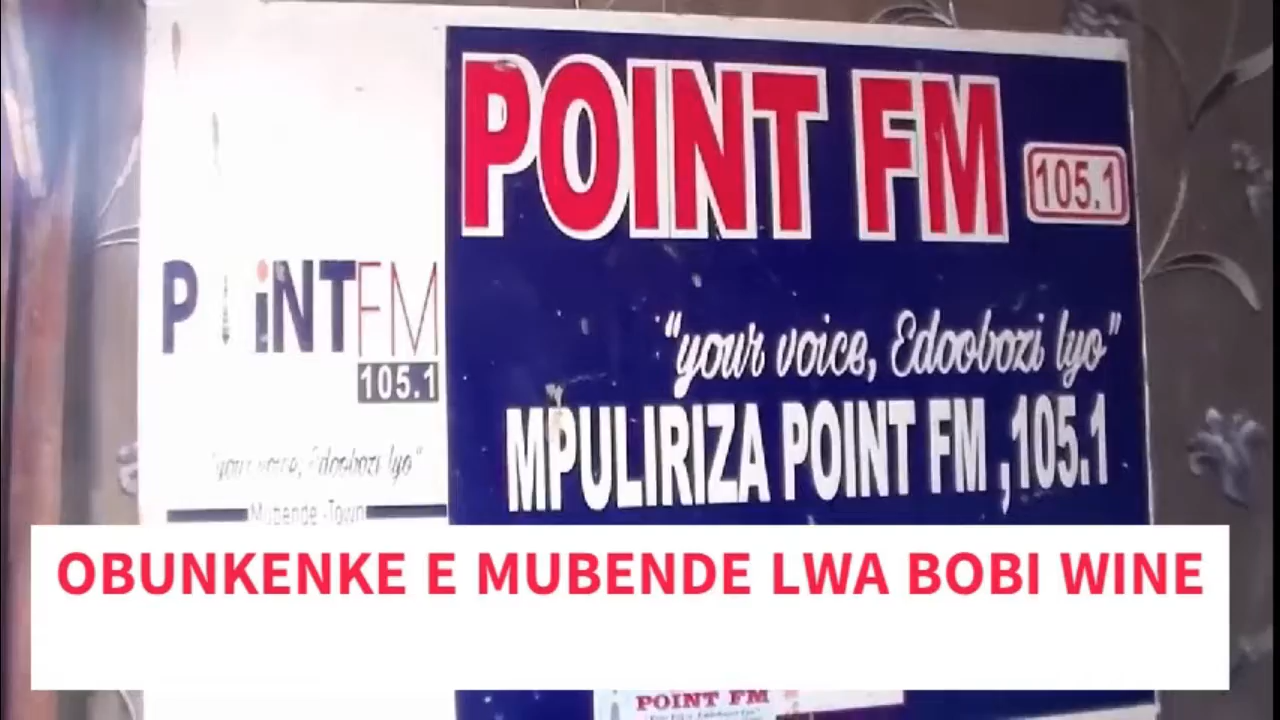 POINT FM
105.1
"your voice, Edoobozi lyo"
MPULIRIZA POINT FM ,105.1
P iNTFM
105.1
"your voice, Edoobozi lyo"
Mubende -Town
OBUNKENKE E MUBENDE LWA BOBI WINE
POINT FM